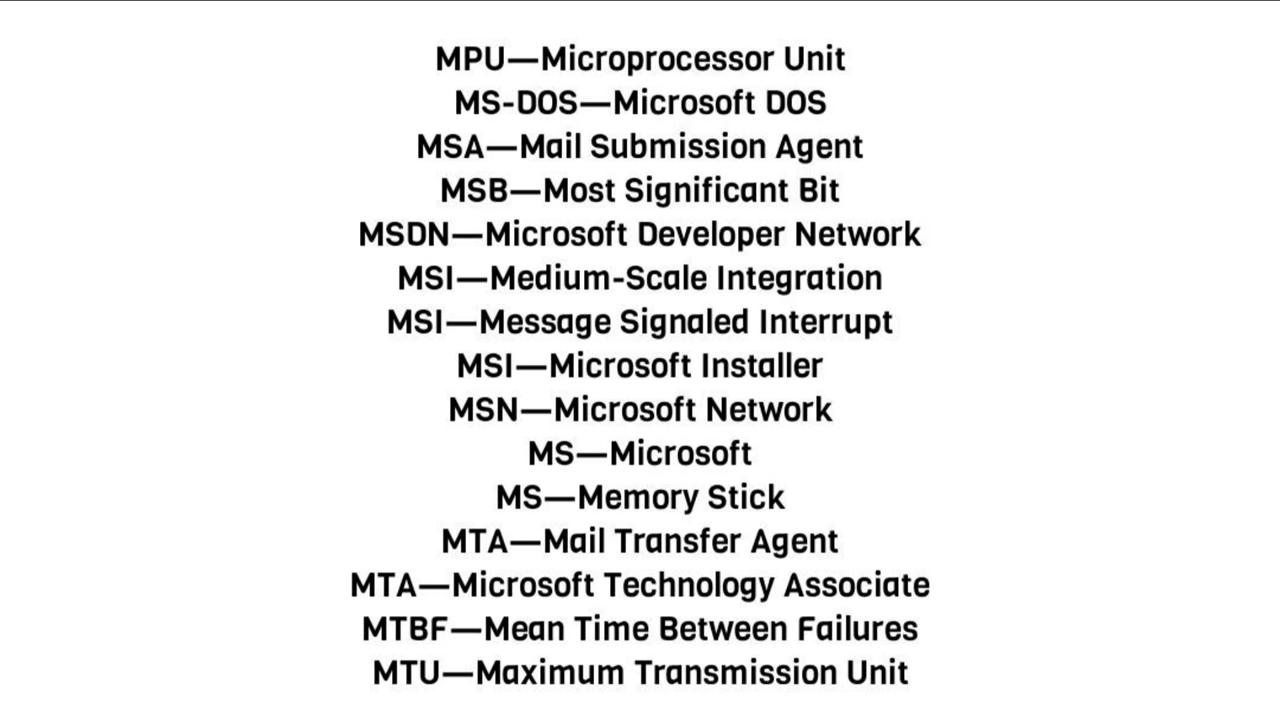 MPU—Microprocessor Unit
MS-DOS—Microsoft DOS
MSA—Mail Submission Agent
MSB—Most Significant Bit
MSDN—Microsoft Developer Network
MSI—Medium-Scale Integration
MSI—Message Signaled Interrupt
MSI—Microsoft Installer
MSN—Microsoft Network
MS—Microsoft
MS—Memory Stick
MTA—Mail Transfer Agent
MTA—Microsoft Technology Associate
MTBF—Mean Time Between Failures
MTU—Maximum Transmission Unit